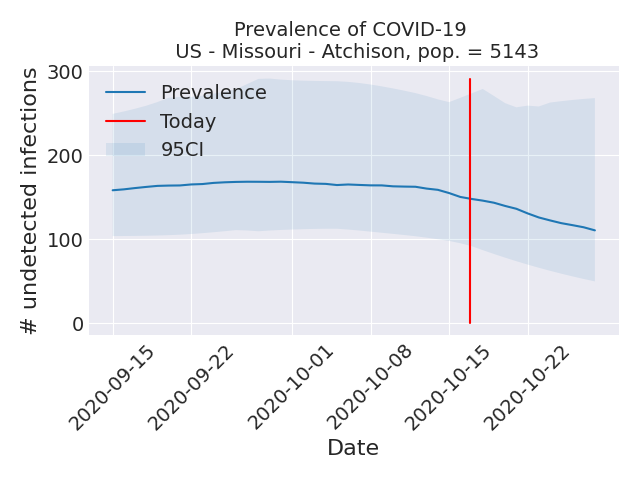 Prevalence of COVID-19
US - Missouri - Atchison, pop. = 5143
# undetected infections
300
200
100
0
Prevalence
Today
95CI
2020-09-15
2020-09-22
2020-10-01
2020-10-08
2020-10-15
2020-10-22
Date